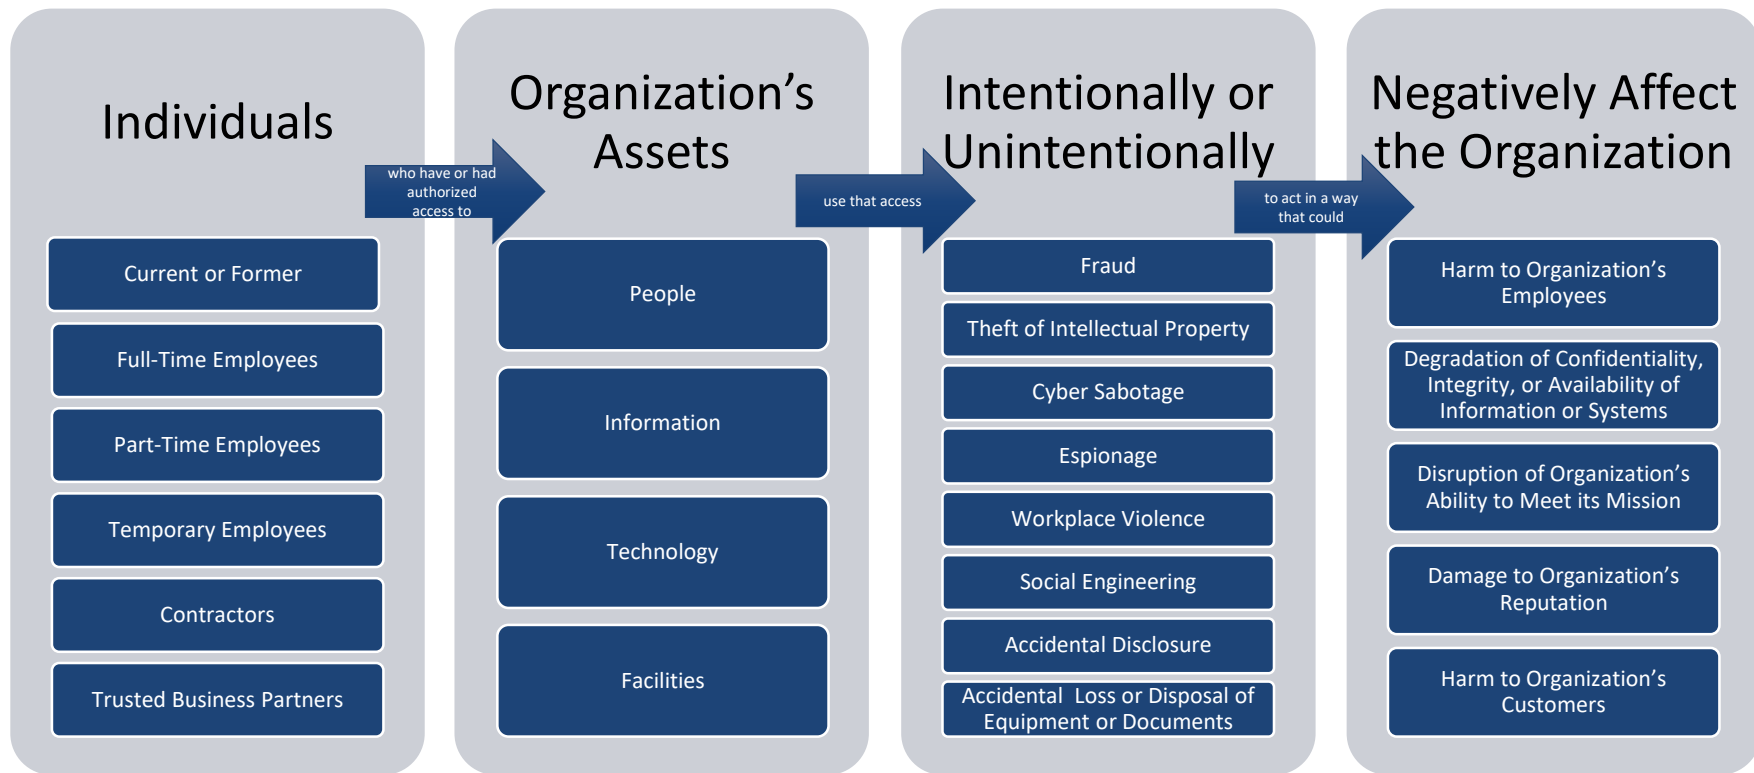 Individuals
Current or Former
Full-Time Employees
Part-Time Employees
Temporary Employees
Contractors
Trusted Business Partners
who have or had
authorized
access to
Organization’s
Assets
People
Information
Technology
Facilities
use that access
Intentionally or
Unintentionally
Fraud
Theft of Intellectual Property
Cyber Sabotage
Espionage
Workplace Violence
Social Engineering
Accidental Disclosure
Accidental  Loss or Disposal of
Equipment or Documents
to act in a way
that could
Negatively Affect
the Organization
Harm to Organization’s
Employees
Degradation of Confidentiality,
Integrity, or Availability of
Information or Systems
Disruption of Organization’s
Ability to Meet its Mission
Damage to Organization’s
Reputation
Harm to Organization’s
Customers